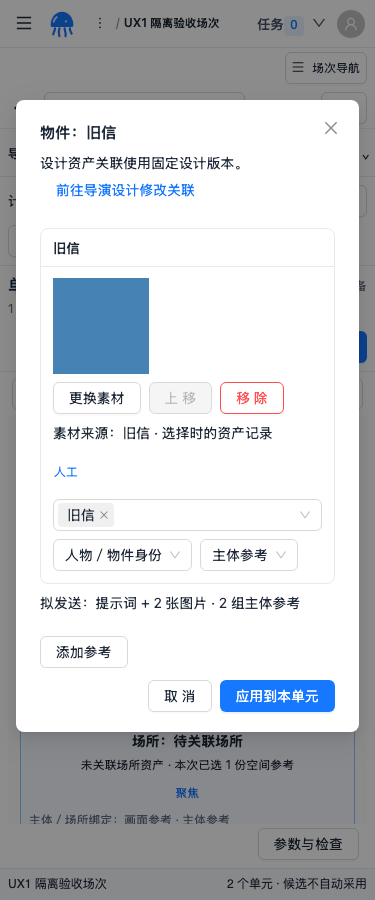 / UX1 隔离验收场次
任务 0
场次导航
导
计
单
备
1
物件：旧信
设计资产关联使用固定设计版本。
前往导演设计修改关联
旧信
更换素材
上 移
移 除
素材来源：旧信 · 选择时的资产记录
人工
旧信
人物 / 物件身份
主体参考
拟发送：提示词 + 2 张图片 · 2 组主体参考
添加参考
取 消
应用到本单元
场所：待关联场所
未关联场所资产 · 本次已选 1 份空间参考
聚焦
主体 / 场所绑定：画面参考 · 主体参考
参数与检查
UX1 隔离验收场次
2 个单元 · 候选不自动采用